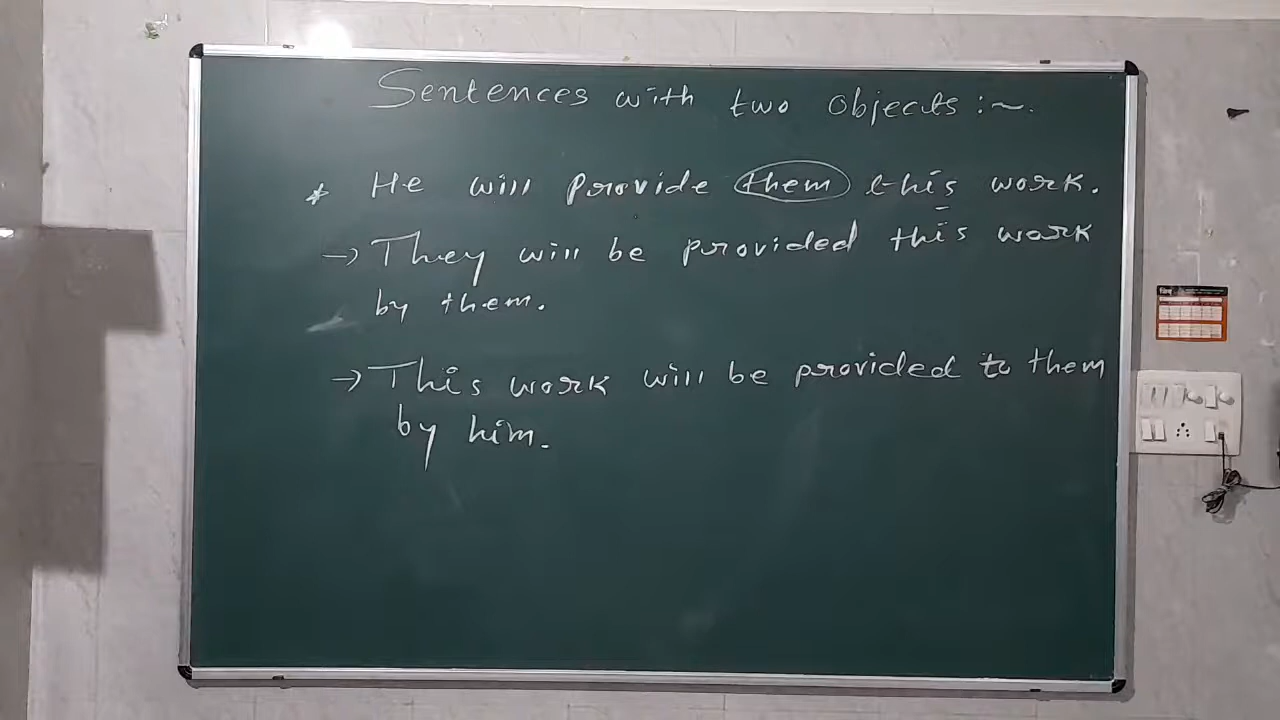 Sentences with two objects :~.
* He will provide them this work.
→ They will be provided this work
by them.
→ This work will be provided to them
by him.